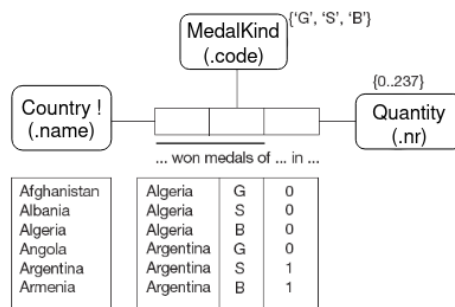 MedalKind
(.code)
{'G', 'S', 'B'}
Country !
(.name)
{0..237}
Quantity
(.nr)
... won medals of ... in ...
Afghanistan
Albania
Algeria
Angola
Argentina
Armenia
Algeria G 0
Algeria S 0
Algeria B 0
Argentina G 0
Argentina S 1
Argentina B 1